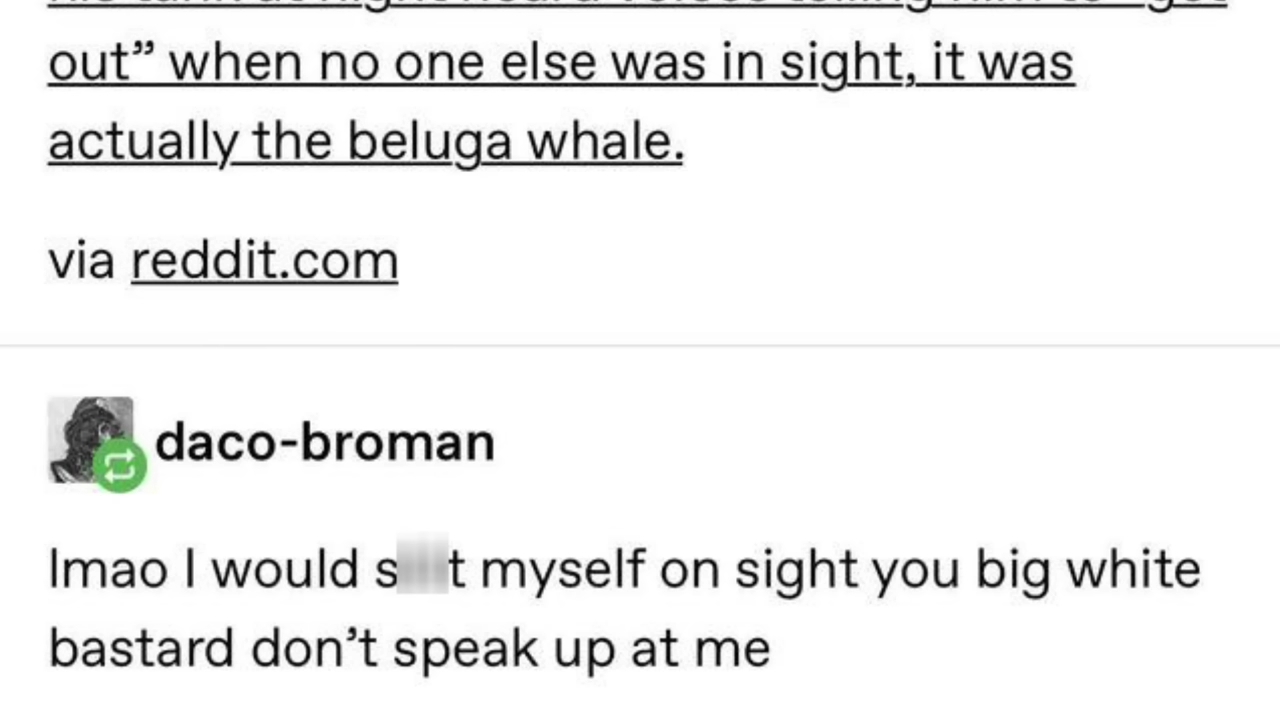 out” when no one else was in sight, it was
actually the beluga whale.
via reddit.com
daco-broman
lmao I would s t myself on sight you big white
bastard don’t speak up at me